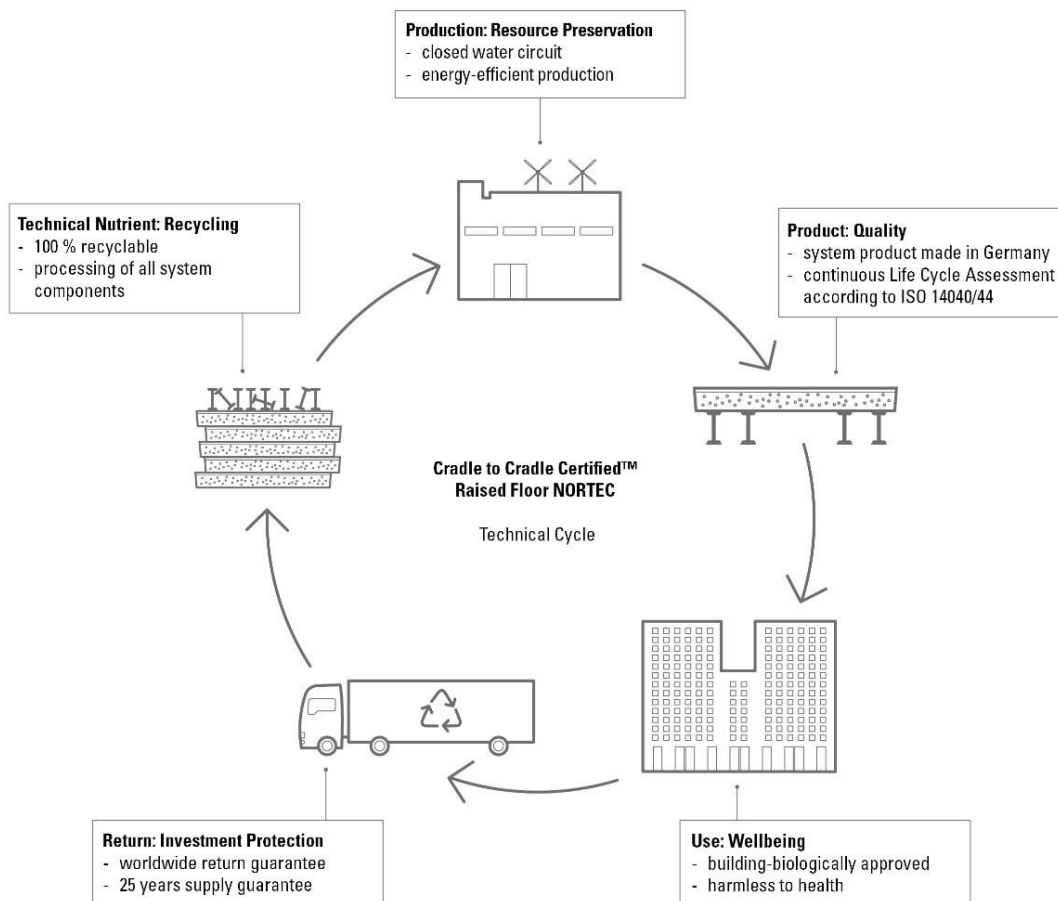 Production: Resource Preservation
- closed water circuit
- energy-efficient production
Technical Nutrient: Recycling
- 100 % recyclable
- processing of all system
components
Product: Quality
- system product made in Germany
- continuous Life Cycle Assessment
according to ISO 14040/44
Cradle to Cradle Certified™
Raised Floor NORTEC
Technical Cycle
Return: Investment Protection
- worldwide return guarantee
- 25 years supply guarantee
Use: Wellbeing
- building-biologically approved
- harmless to health